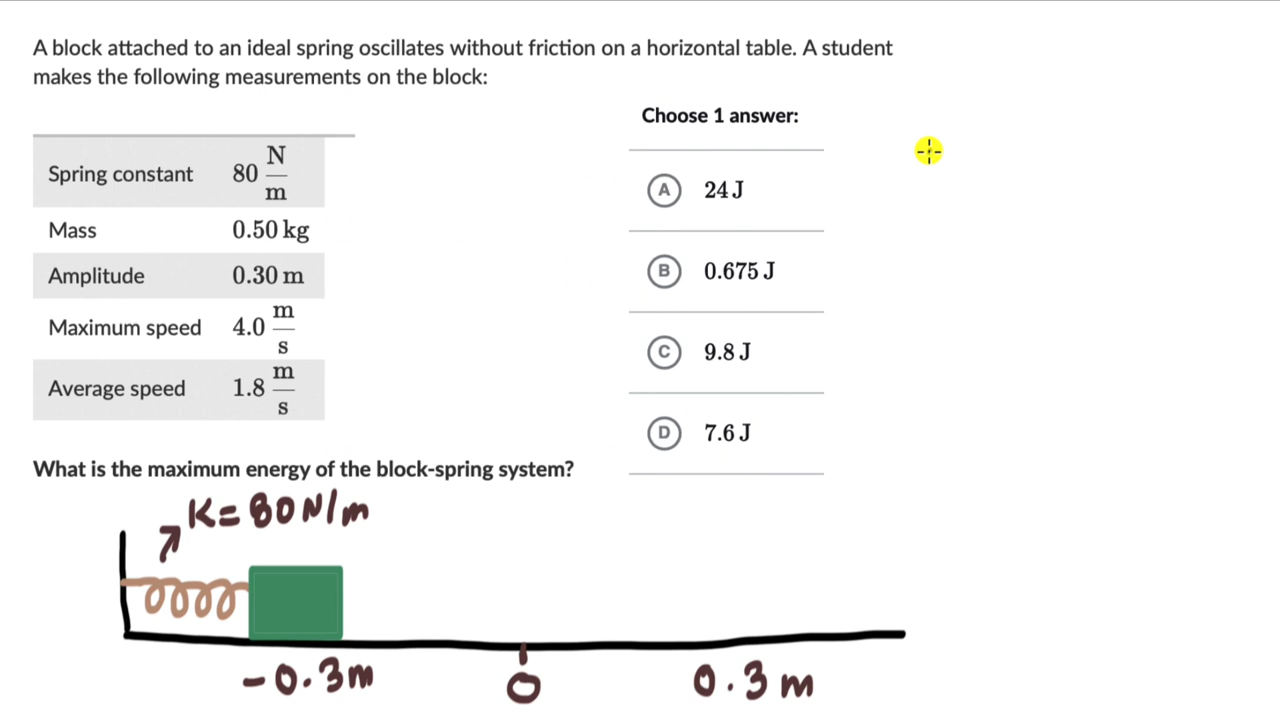 A block attached to an ideal spring oscillates without friction on a horizontal table. A student
makes the following measurements on the block:
Spring constant 80 N/m
Mass 0.50 kg
Amplitude 0.30 m
Maximum speed 4.0 m/s
Average speed 1.8 m/s
What is the maximum energy of the block-spring system?
Choose 1 answer:
A 24 J
B 0.675 J
C 9.8 J
D 7.6 J
K = 80 N/m
-0.3m
0
0.3 m